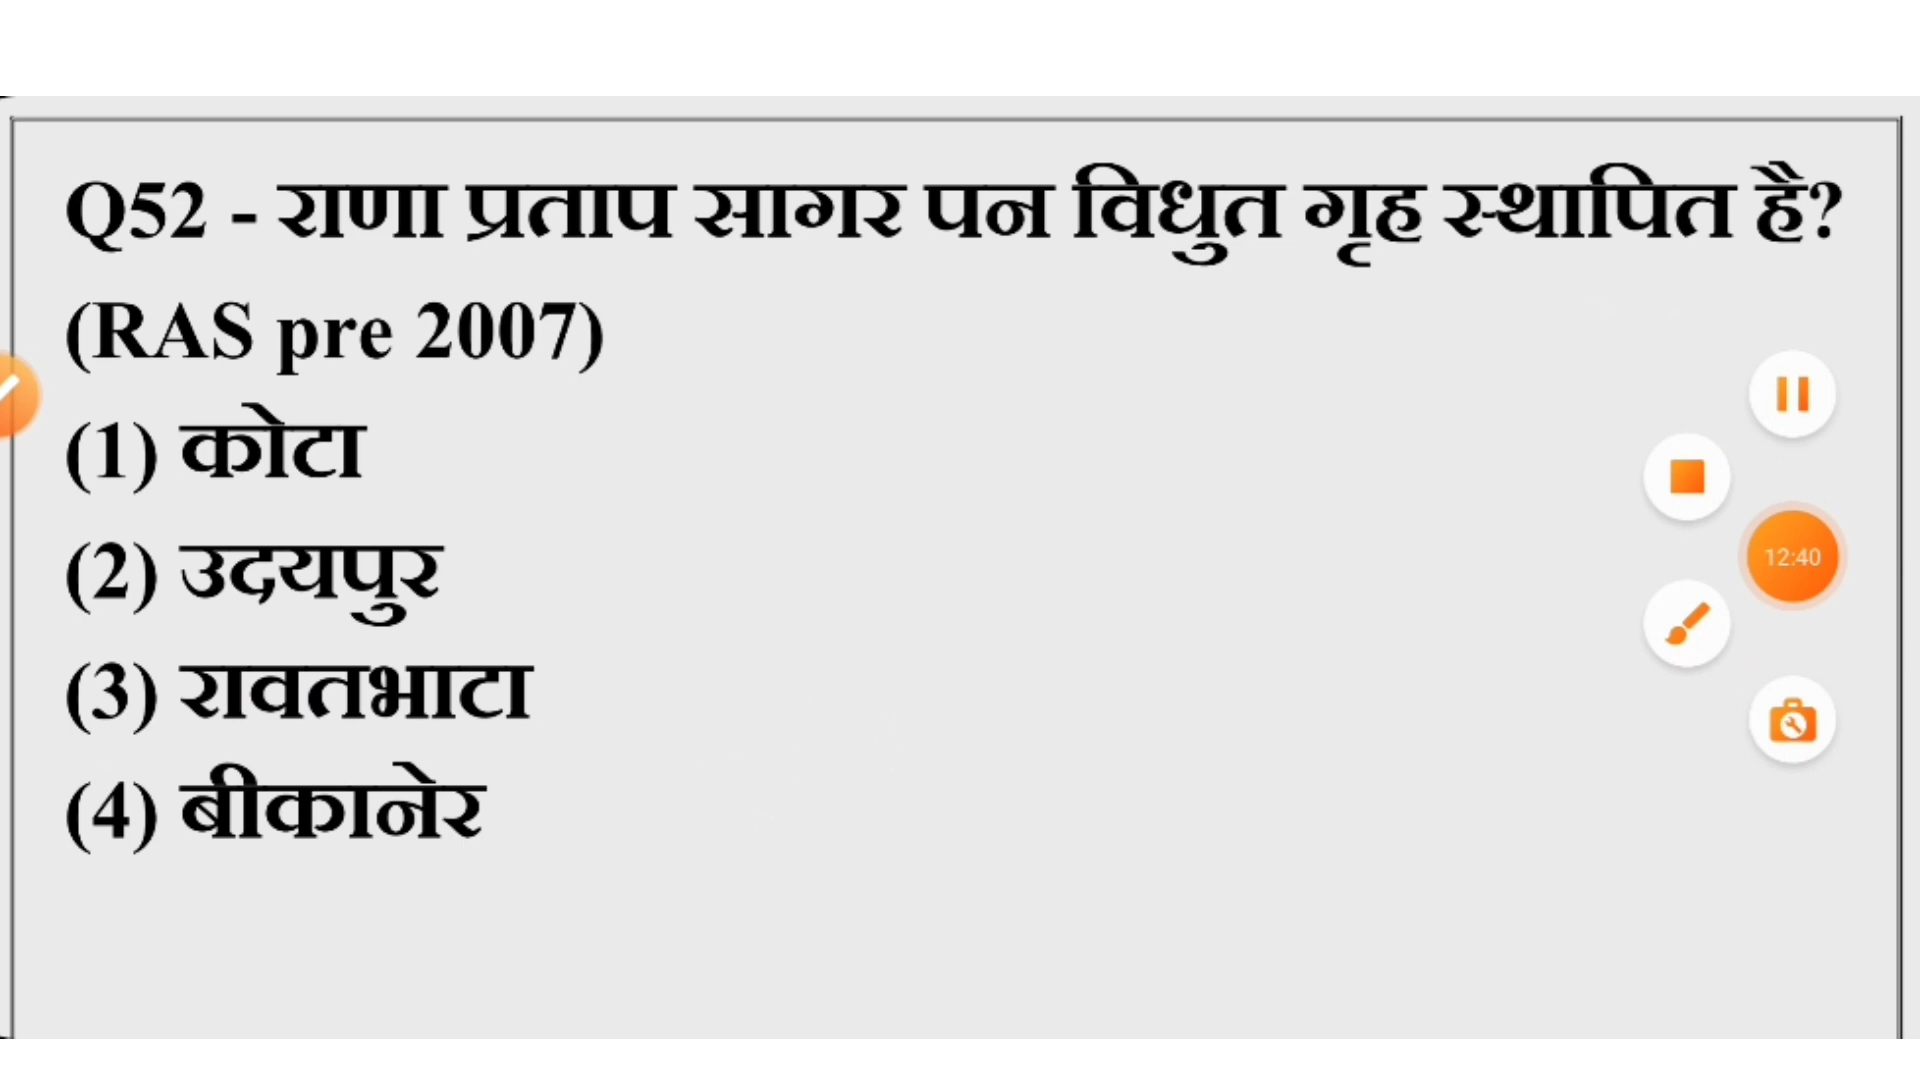 Q52 - राणा प्रताप सागर पन विधुत गृह स्थापित है?
(RAS pre 2007)
(1) कोटा
(2) उदयपुर
(3) रावतभाटा
(4) बीकानेर
12:40